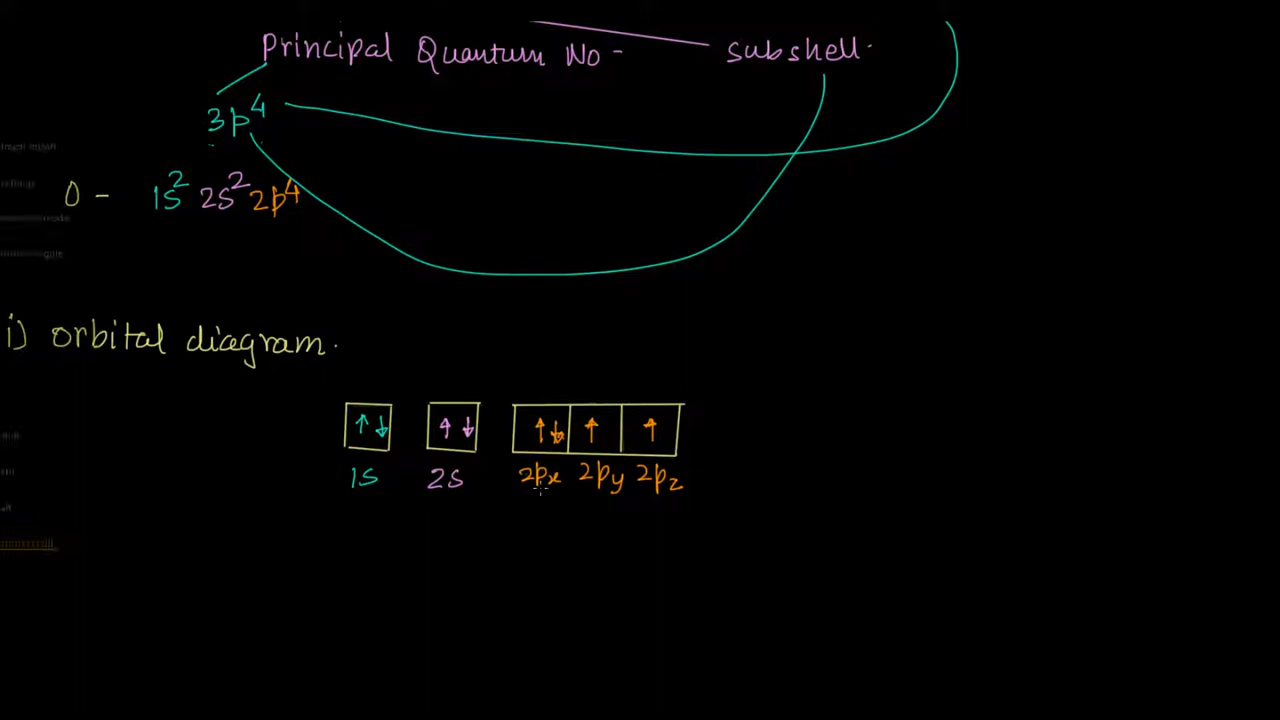 Principal Quantum No - subshell.
3p⁴
O - 1s² 2s² 2p⁴
i) orbital diagram.
↑↓ ↑↓ ↑↓ ↑ ↑
1s 2s 2px 2py 2pz